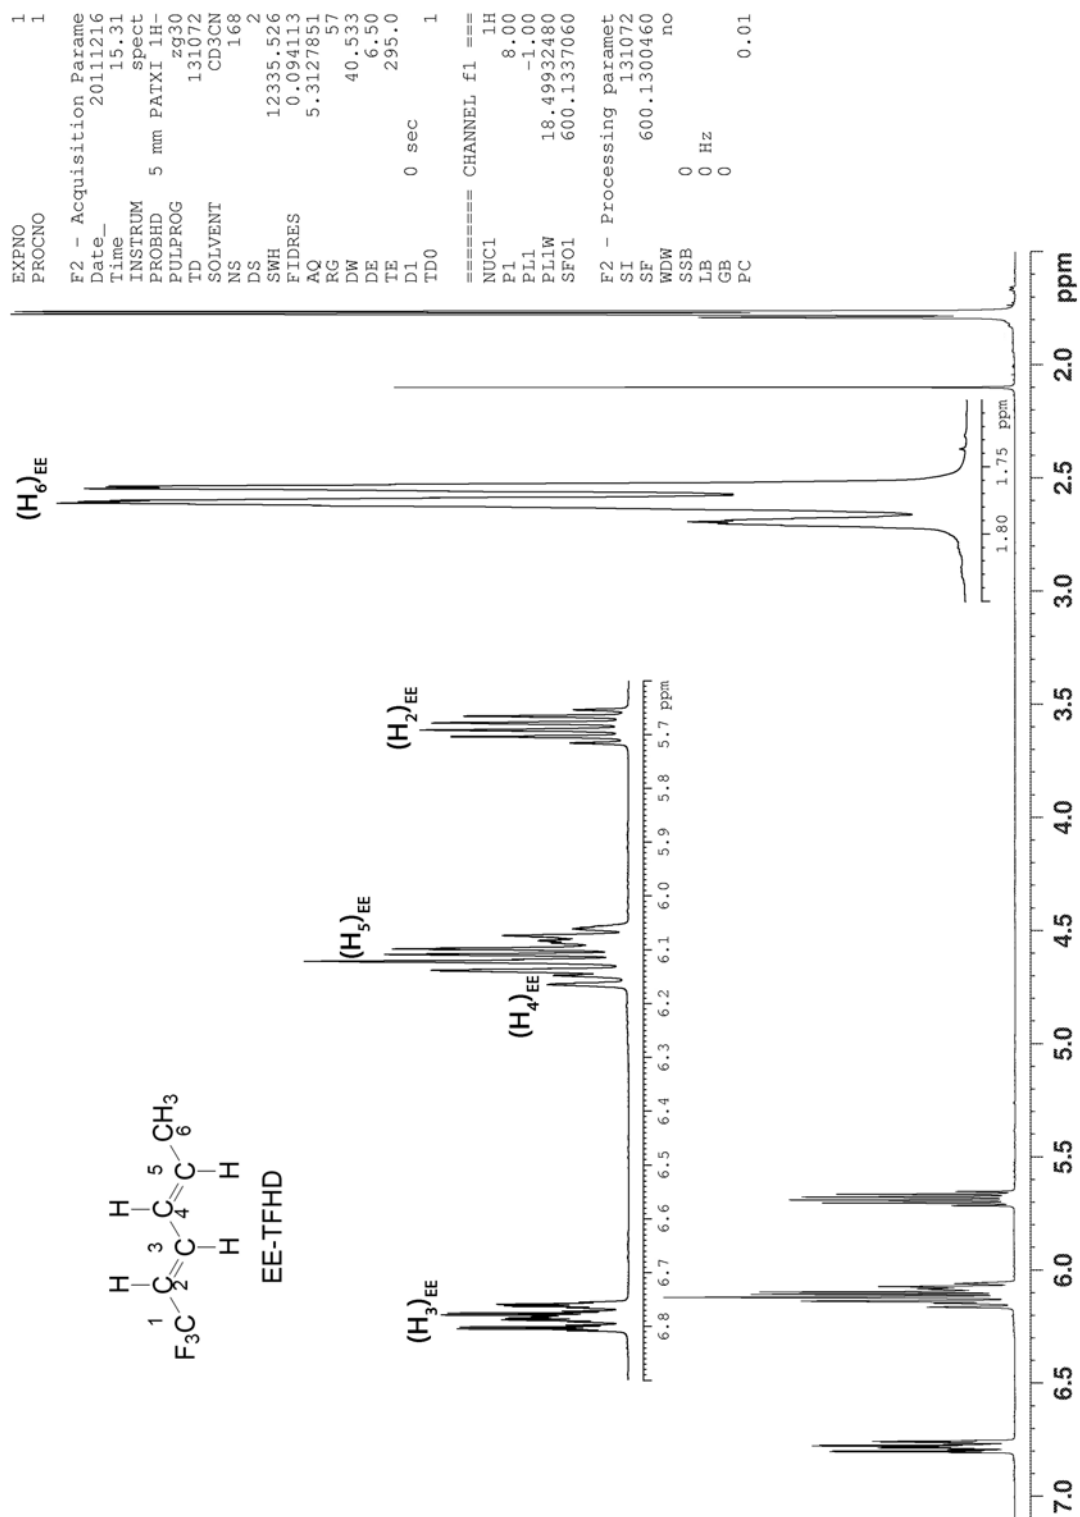 EXPNO 1
PROCNO 1
F2 - Acquisition Parame
Date_ 20111216
Time 15.31
INSTRUM spect
PROBHD 5 mm PATXI 1H-
PULPROG zg30
TD 131072
SOLVENT CD3CN
NS 168
DS 2
SWH 12335.526
FIDRES 0.094113
AQ 5.3127851
RG 57
DW 40.533
DE 6.50
TE 295.0
D1 0 sec
TD0 1
======== CHANNEL f1 ===
NUC1 1H
P1 8.00
PL1 -1.00
PL1W 18.49932480
SFO1 600.1337060
F2 - Processing paramet
SI 131072
SF 600.1300460
WDW no
SSB 0
LB 0 Hz
GB 0
PC 0.01
H H
1 3 5 CH3
F3C C C C C 6
2 4
H H
EE-TFHD
(H3)EE
(H4)EE
(H5)EE
(H2)EE
(H6)EE
6.8 6.7 6.6 6.5 6.4 6.3 6.2 6.1 6.0 5.9 5.8 5.7 ppm
1.80 1.75 ppm
7.0 6.5 6.0 5.5 5.0 4.5 4.0 3.5 3.0 2.5 2.0 ppm